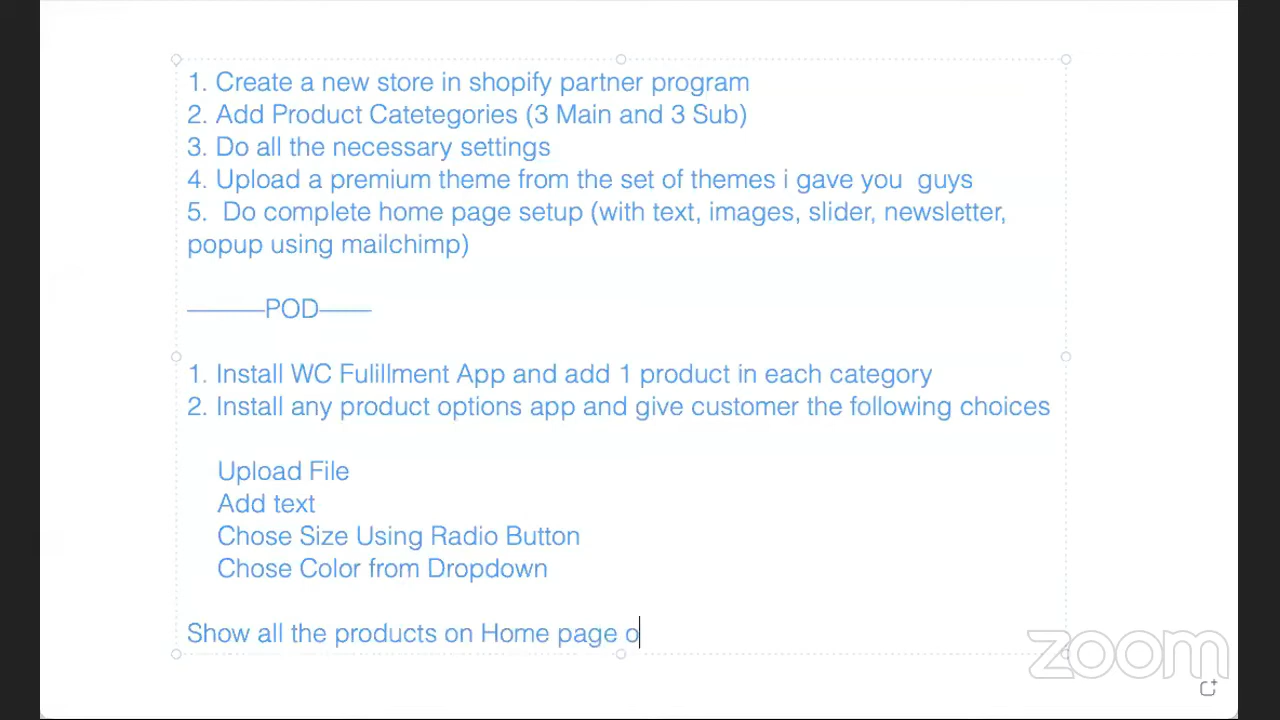 1. Create a new store in shopify partner program
2. Add Product Catetegories (3 Main and 3 Sub)
3. Do all the necessary settings
4. Upload a premium theme from the set of themes i gave you  guys
5.  Do complete home page setup (with text, images, slider, newsletter,
popup using mailchimp)
———POD——
1. Install WC Fulillment App and add 1 product in each category
2. Install any product options app and give customer the following choices
Upload File
Add text
Chose Size Using Radio Button
Chose Color from Dropdown
Show all the products on Home page o
zoom